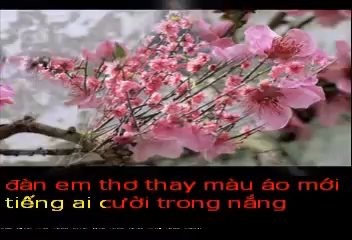 đàn em thơ thay màu áo mới
tiếng ai cười trong nắng